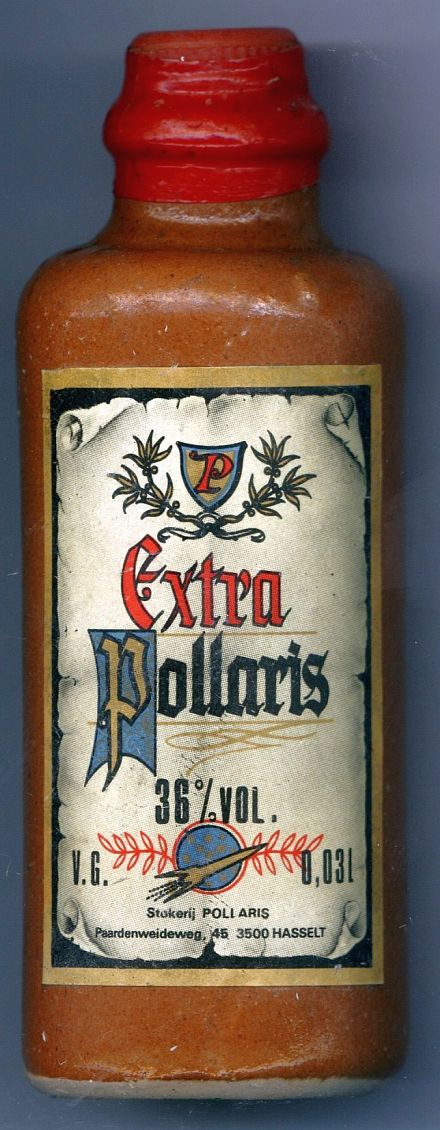 P
Extra
Pollaris
36% VOL.
V.G. 0,03l
Stokerij POLLARIS
Paardenweideweg, 45 3500 HASSELT